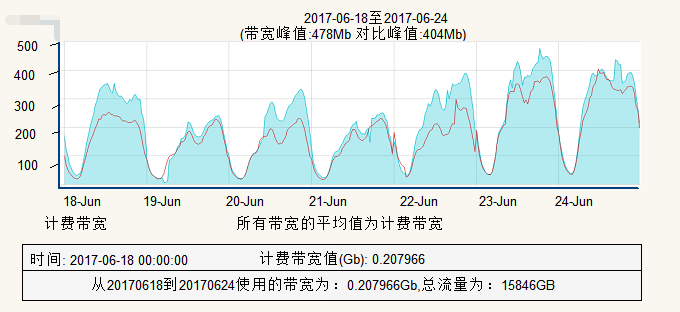 2017-06-18至2017-06-24
(带宽峰值:478Mb 对比峰值:404Mb)
500
400
300
200
100
18-Jun 19-Jun 20-Jun 21-Jun 22-Jun 23-Jun 24-Jun
计费带宽 所有带宽的平均值为计费带宽
时间: 2017-06-18 00:00:00 计费带宽值(Gb): 0.207966
从20170618到20170624使用的带宽为：0.207966Gb,总流量为：15846GB